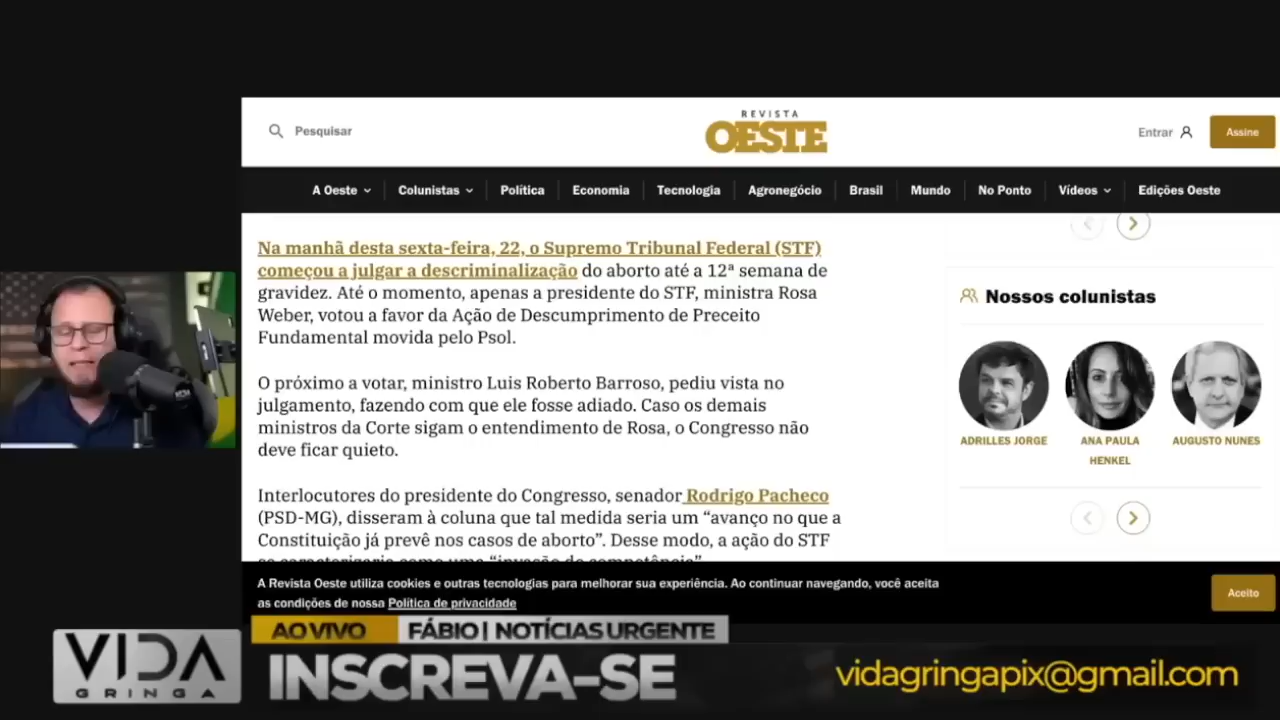 REVISTA
OESTE
Pesquisar
Entrar
Assine
A Oeste
Colunistas
Política
Economia
Tecnologia
Agronegócio
Brasil
Mundo
No Ponto
Vídeos
Edições Oeste
Na manhã desta sexta-feira, 22, o Supremo Tribunal Federal (STF)
começou a julgar a descriminalização do aborto até a 12ª semana de
gravidez. Até o momento, apenas a presidente do STF, ministra Rosa
Weber, votou a favor da Ação de Descumprimento de Preceito
Fundamental movida pelo Psol.
O próximo a votar, ministro Luis Roberto Barroso, pediu vista no
julgamento, fazendo com que ele fosse adiado. Caso os demais
ministros da Corte sigam o entendimento de Rosa, o Congresso não
deve ficar quieto.
Interlocutores do presidente do Congresso, senador Rodrigo Pacheco
(PSD-MG), disseram à coluna que tal medida seria um “avanço no que a
Constituição já prevê nos casos de aborto”. Desse modo, a ação do STF
se caracterizaria como uma “invasão de competência”.
Nossos colunistas
ADRILLES JORGE
ANA PAULA
HENKEL
AUGUSTO NUNES
A Revista Oeste utiliza cookies e outras tecnologias para melhorar sua experiência. Ao continuar navegando, você aceita
as condições de nossa Política de privacidade
Aceito
AO VIVO
FÁBIO | NOTÍCIAS URGENTE
VIDA
GRINGA
INSCREVA-SE
vidagringapix@gmail.com